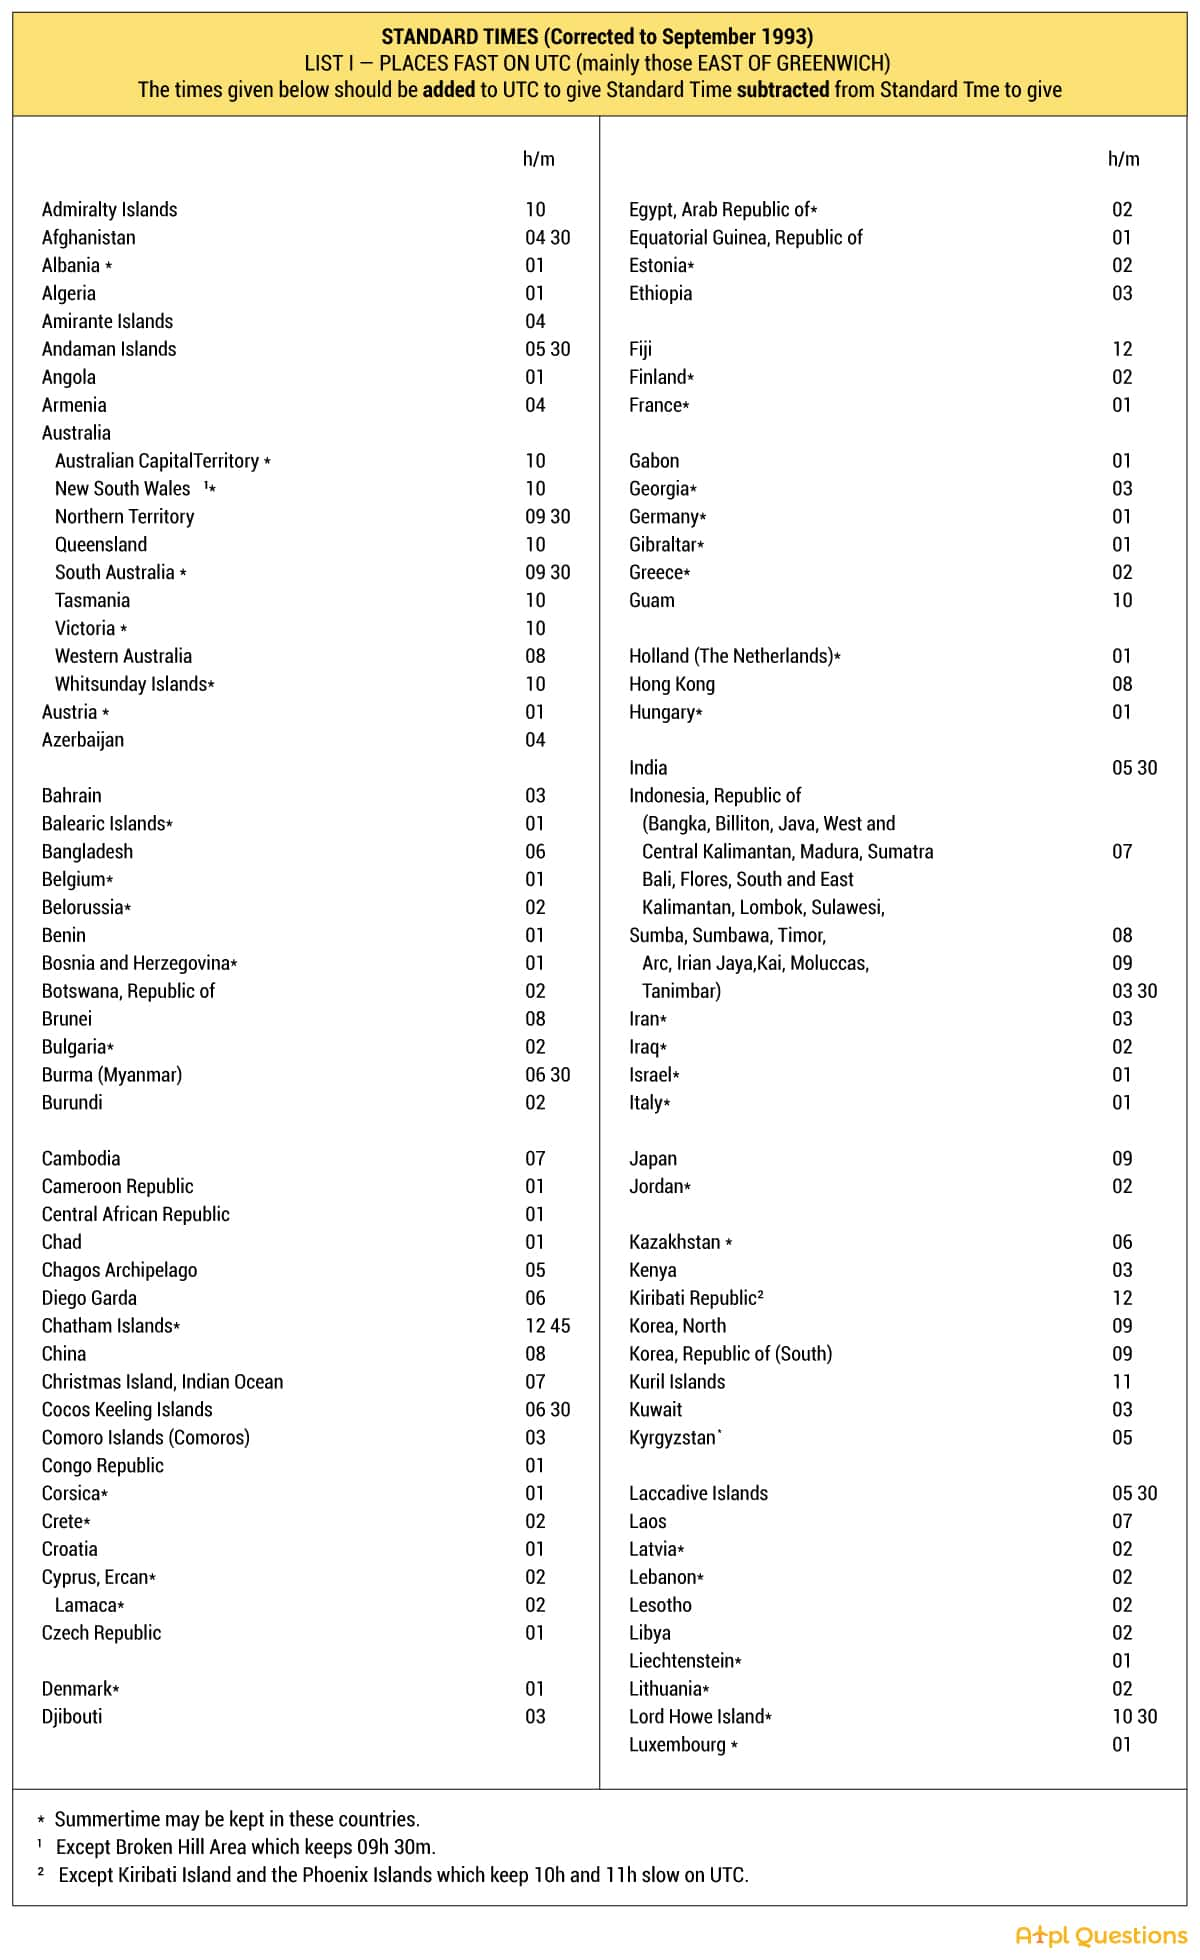 STANDARD TIMES (Corrected to September 1993)
LIST I — PLACES FAST ON UTC (mainly those EAST OF GREENWICH)
The times given below should be added to UTC to give Standard Time subtracted from Standard Tme to give
h/m
Admiralty Islands 10
Afghanistan 04 30
Albania * 01
Algeria 01
Amirante Islands 04
Andaman Islands 05 30
Angola 01
Armenia 04
Australia
Australian CapitalTerritory * 10
New South Wales ¹* 10
Northern Territory 09 30
Queensland 10
South Australia * 09 30
Tasmania 10
Victoria * 10
Western Australia 08
Whitsunday Islands* 10
Austria * 01
Azerbaijan 04
Bahrain 03
Balearic Islands* 01
Bangladesh 06
Belgium* 01
Belorussia* 02
Benin 01
Bosnia and Herzegovina* 01
Botswana, Republic of 02
Brunei 08
Bulgaria* 02
Burma (Myanmar) 06 30
Burundi 02
Cambodia 07
Cameroon Republic 01
Central African Republic 01
Chad 01
Chagos Archipelago 05
Diego Garda 06
Chatham Islands* 12 45
China 08
Christmas Island, Indian Ocean 07
Cocos Keeling Islands 06 30
Comoro Islands (Comoros) 03
Congo Republic 01
Corsica* 01
Crete* 02
Croatia 01
Cyprus, Ercan* 02
Lamaca* 02
Czech Republic 01
Denmark* 01
Djibouti 03
h/m
Egypt, Arab Republic of* 02
Equatorial Guinea, Republic of 01
Estonia* 02
Ethiopia 03
Fiji 12
Finland* 02
France* 01
Gabon 01
Georgia* 03
Germany* 01
Gibraltar* 01
Greece* 02
Guam 10
Holland (The Netherlands)* 01
Hong Kong 08
Hungary* 01
India 05 30
Indonesia, Republic of
(Bangka, Billiton, Java, West and
Central Kalimantan, Madura, Sumatra 07
Bali, Flores, South and East
Kalimantan, Lombok, Sulawesi,
Sumba, Sumbawa, Timor, 08
Arc, Irian Jaya,Kai, Moluccas, 09
Tanimbar) 03 30
Iran* 03
Iraq* 02
Israel* 01
Italy* 01
Japan 09
Jordan* 02
Kazakhstan * 06
Kenya 03
Kiribati Republic² 12
Korea, North 09
Korea, Republic of (South) 09
Kuril Islands 11
Kuwait 03
Kyrgyzstan* 05
Laccadive Islands 05 30
Laos 07
Latvia* 02
Lebanon* 02
Lesotho 02
Libya 02
Liechtenstein* 01
Lithuania* 02
Lord Howe Island* 10 30
Luxembourg * 01
* Summertime may be kept in these countries.
¹ Except Broken Hill Area which keeps 09h 30m.
² Except Kiribati Island and the Phoenix Islands which keep 10h and 11h slow on UTC.
Atpl Questions